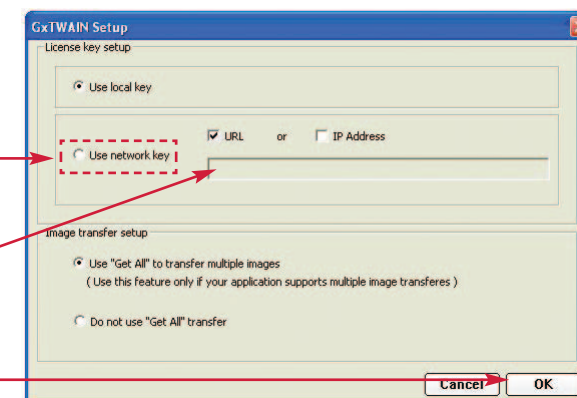 GxTWAIN Setup
License key setup
Use local key
URL or IP Address
Use network key
Image transfer setup
Use "Get All" to transfer multiple images
( Use this feature only if your application supports multiple image transferes )
Do not use "Get All" transfer
Cancel OK